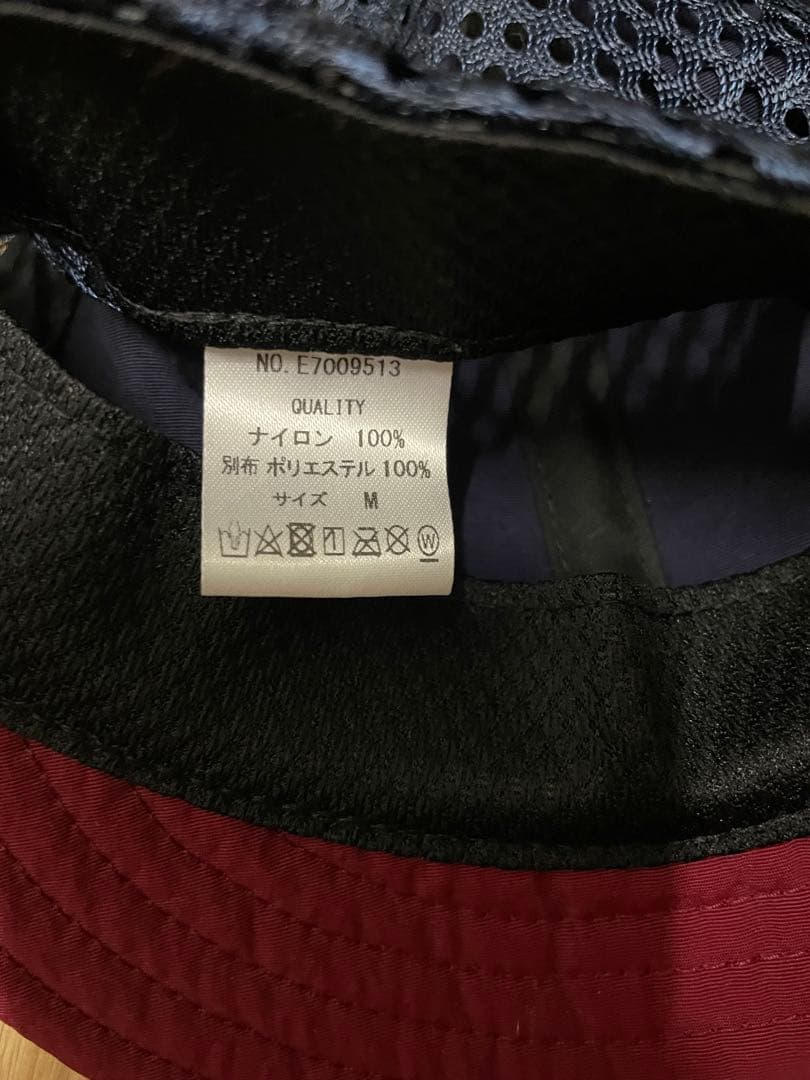 NO. E7009513
QUALITY
ナイロン 100%
別布 ポリエステル 100%
サイズ M
W